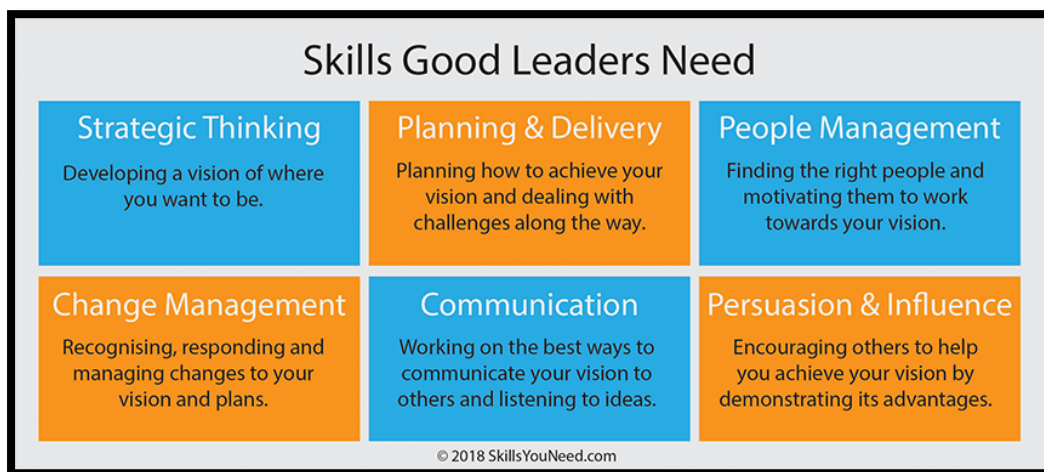 Skills Good Leaders Need
Strategic Thinking
Developing a vision of where
you want to be.
Planning & Delivery
Planning how to achieve your
vision and dealing with
challenges along the way.
People Management
Finding the right people and
motivating them to work
towards your vision.
Change Management
Recognising, responding and
managing changes to your
vision and plans.
Communication
Working on the best ways to
communicate your vision to
others and listening to ideas.
Persuasion & Influence
Encouraging others to help
you achieve your vision by
demonstrating its advantages.
© 2018 SkillsYouNeed.com